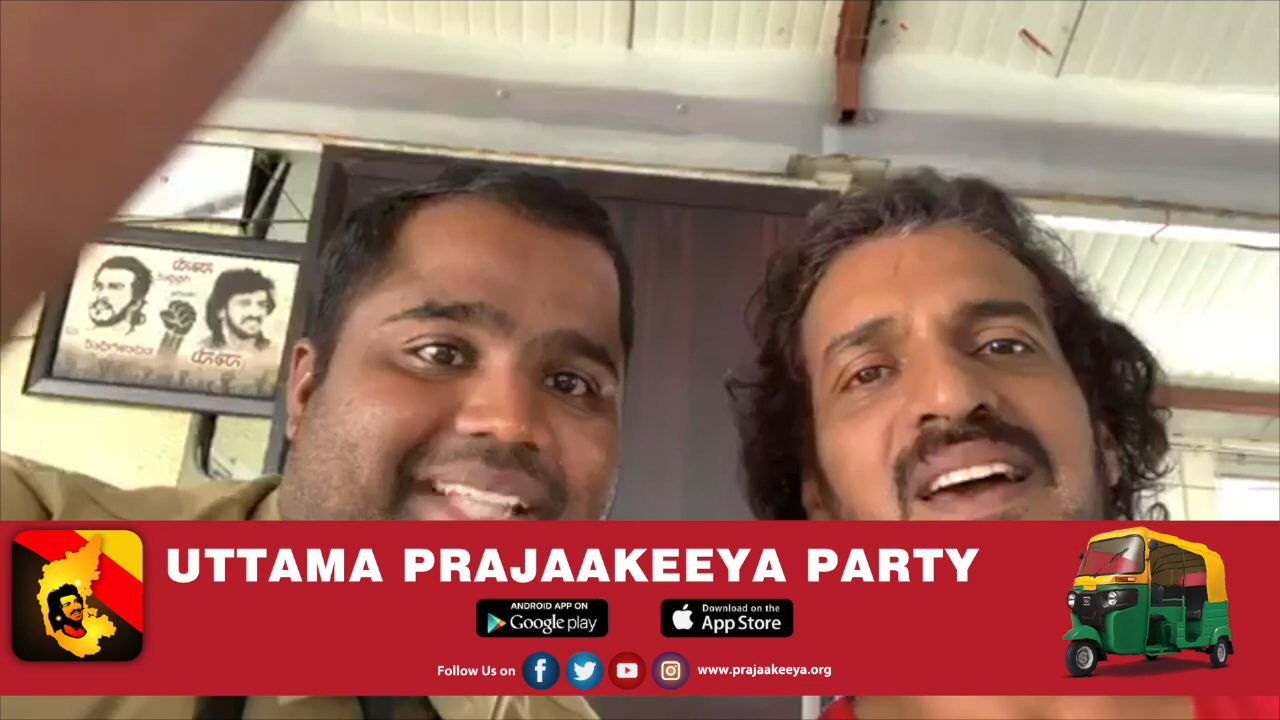 UTTAMA PRAJAAKEEYA PARTY
ANDROID APP ON
Google play
Download on the
App Store
Follow Us on
www.prajaakeeya.org